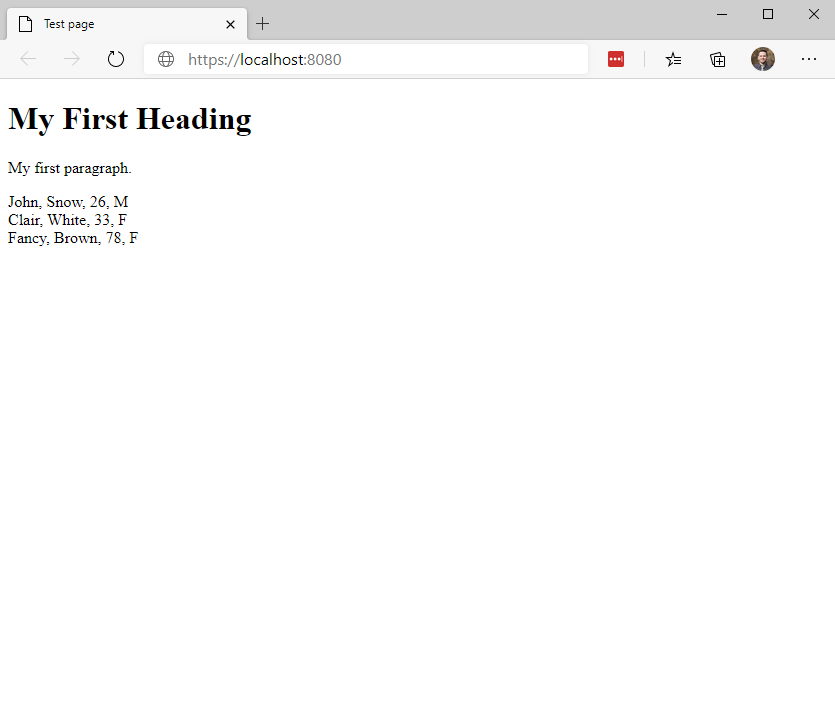 Test page
https://localhost:8080
My First Heading
My first paragraph.
John, Snow, 26, M
Clair, White, 33, F
Fancy, Brown, 78, F